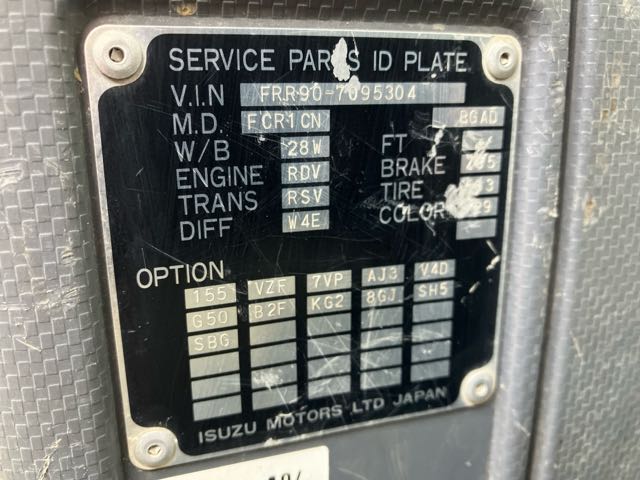 SERVICE PARTS ID PLATE
V.I.N FRR90-7095304
M.D. FCR1CN BGAD
W/B 28W FT
ENGINE RDV BRAKE
TRANS RSV TIRE
DIFF W4E COLOR
OPTION
155 VZF 7VP AJ3 V4D
G50 B2F KG2 8GJ SH5
SBG
ISUZU MOTORS LTD JAPAN